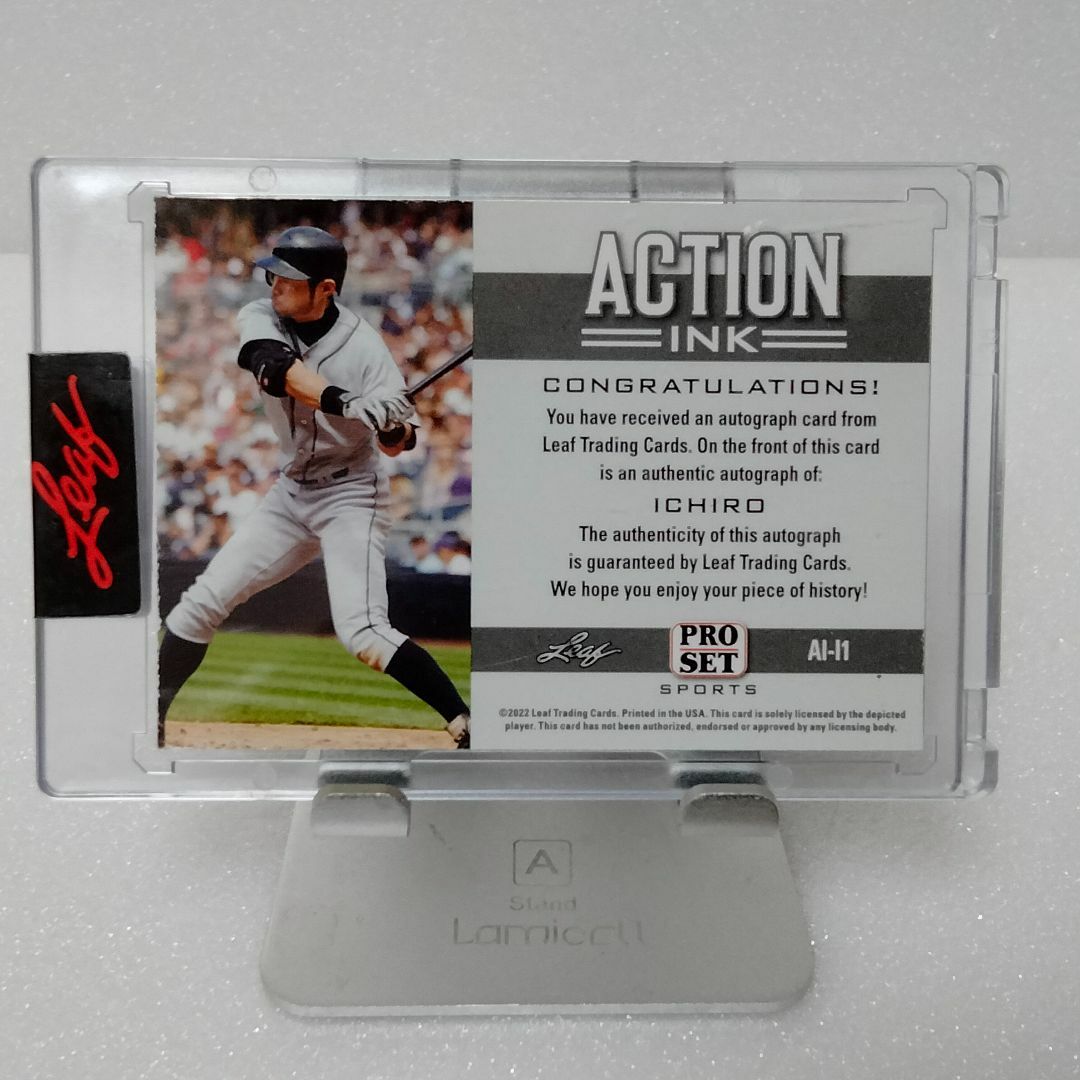 Leaf
ACTION
INK
CONGRATULATIONS!
You have received an autograph card from
Leaf Trading Cards. On the front of this card
is an authentic autograph of:
ICHIRO
The authenticity of this autograph
is guaranteed by Leaf Trading Cards.
We hope you enjoy your piece of history!
Leaf
PRO
SET
SPORTS
AI-I1
©2022 Leaf Trading Cards. Printed in the USA. This card is solely licensed by the depicted
player. This card has not been authorized, endorsed or approved by any licensing body.
A
Stand
Lamicall